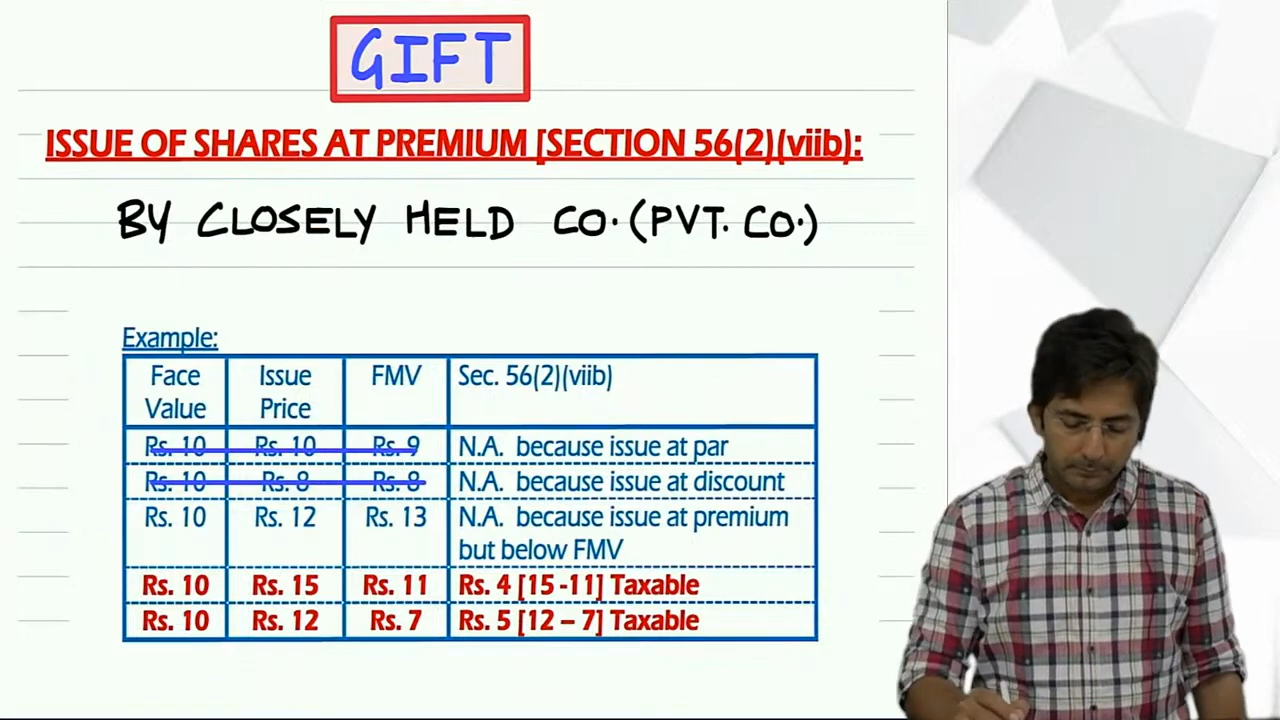 GIFT
ISSUE OF SHARES AT PREMIUM [SECTION 56(2)(viib):
BY CLOSELY HELD CO. (PVT. CO.)
Example:
Face Value Issue Price FMV Sec. 56(2)(viib)
Rs. 10 Rs. 10 Rs. 9 N.A. because issue at par
Rs. 10 Rs. 8 Rs. 8 N.A. because issue at discount
Rs. 10 Rs. 12 Rs. 13 N.A. because issue at premium
but below FMV
Rs. 10 Rs. 15 Rs. 11 Rs. 4 [15 -11] Taxable
Rs. 10 Rs. 12 Rs. 7 Rs. 5 [12 – 7] Taxable